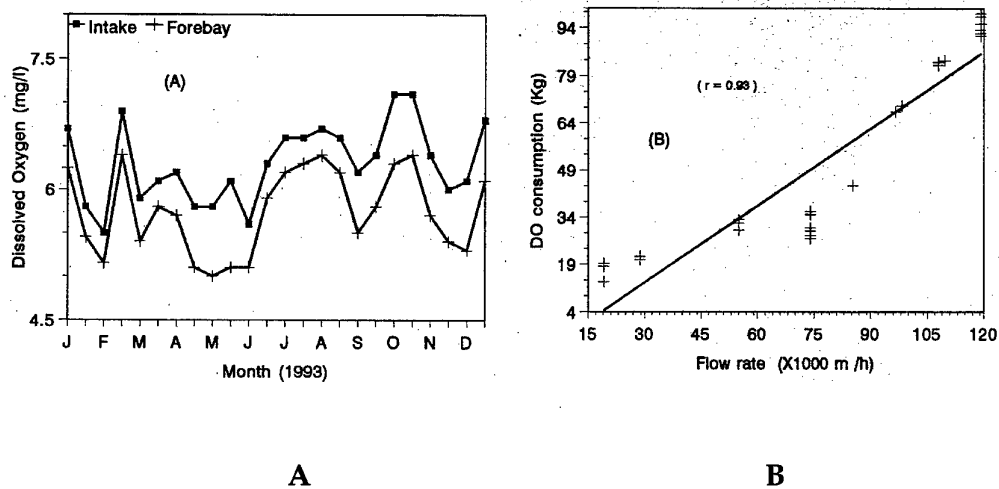 Intake Forebay
(A)
Dissolved Oxygen (mg/l)
7.5
6
4.5
J F M A M J J A S O N D
Month (1993)
(r = 0.93)
(B)
DO consumption (Kg)
94
79
64
49
34
19
4
15 30 45 60 75 90 105 120
Flow rate (X1000 m /h)
A B